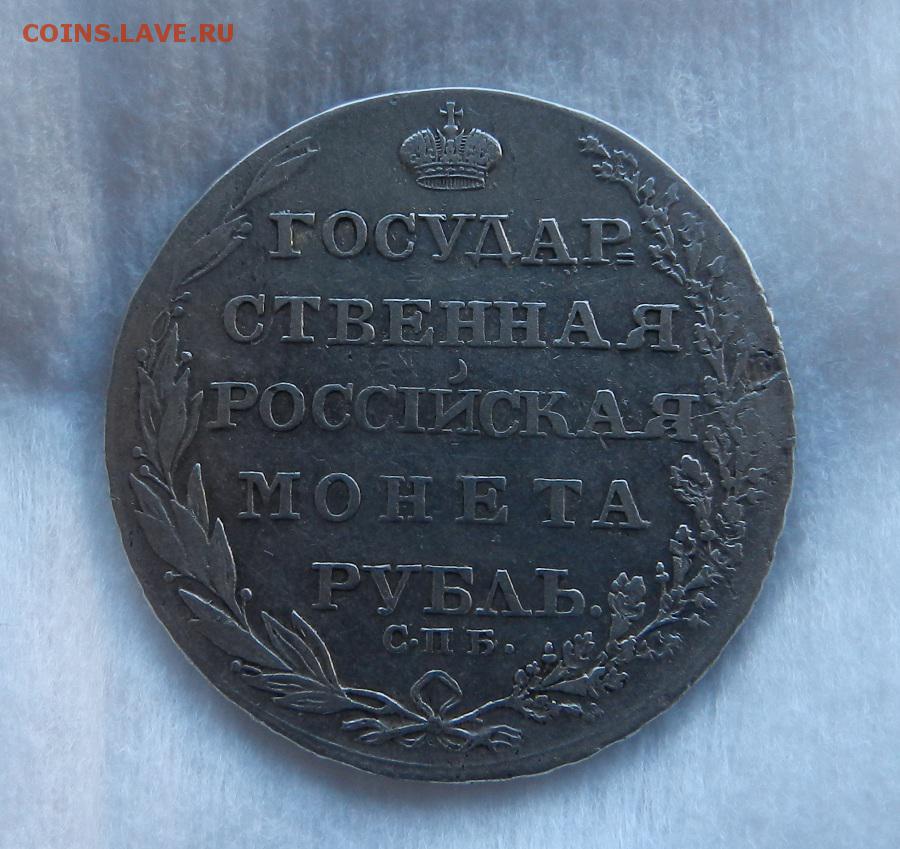 COINS.LAVE.RU
ГОСУДАР=
СТВЕННАЯ
РОССІЙСКАЯ
МОНЕТА
РУБЛЬ.
С.П.Б.